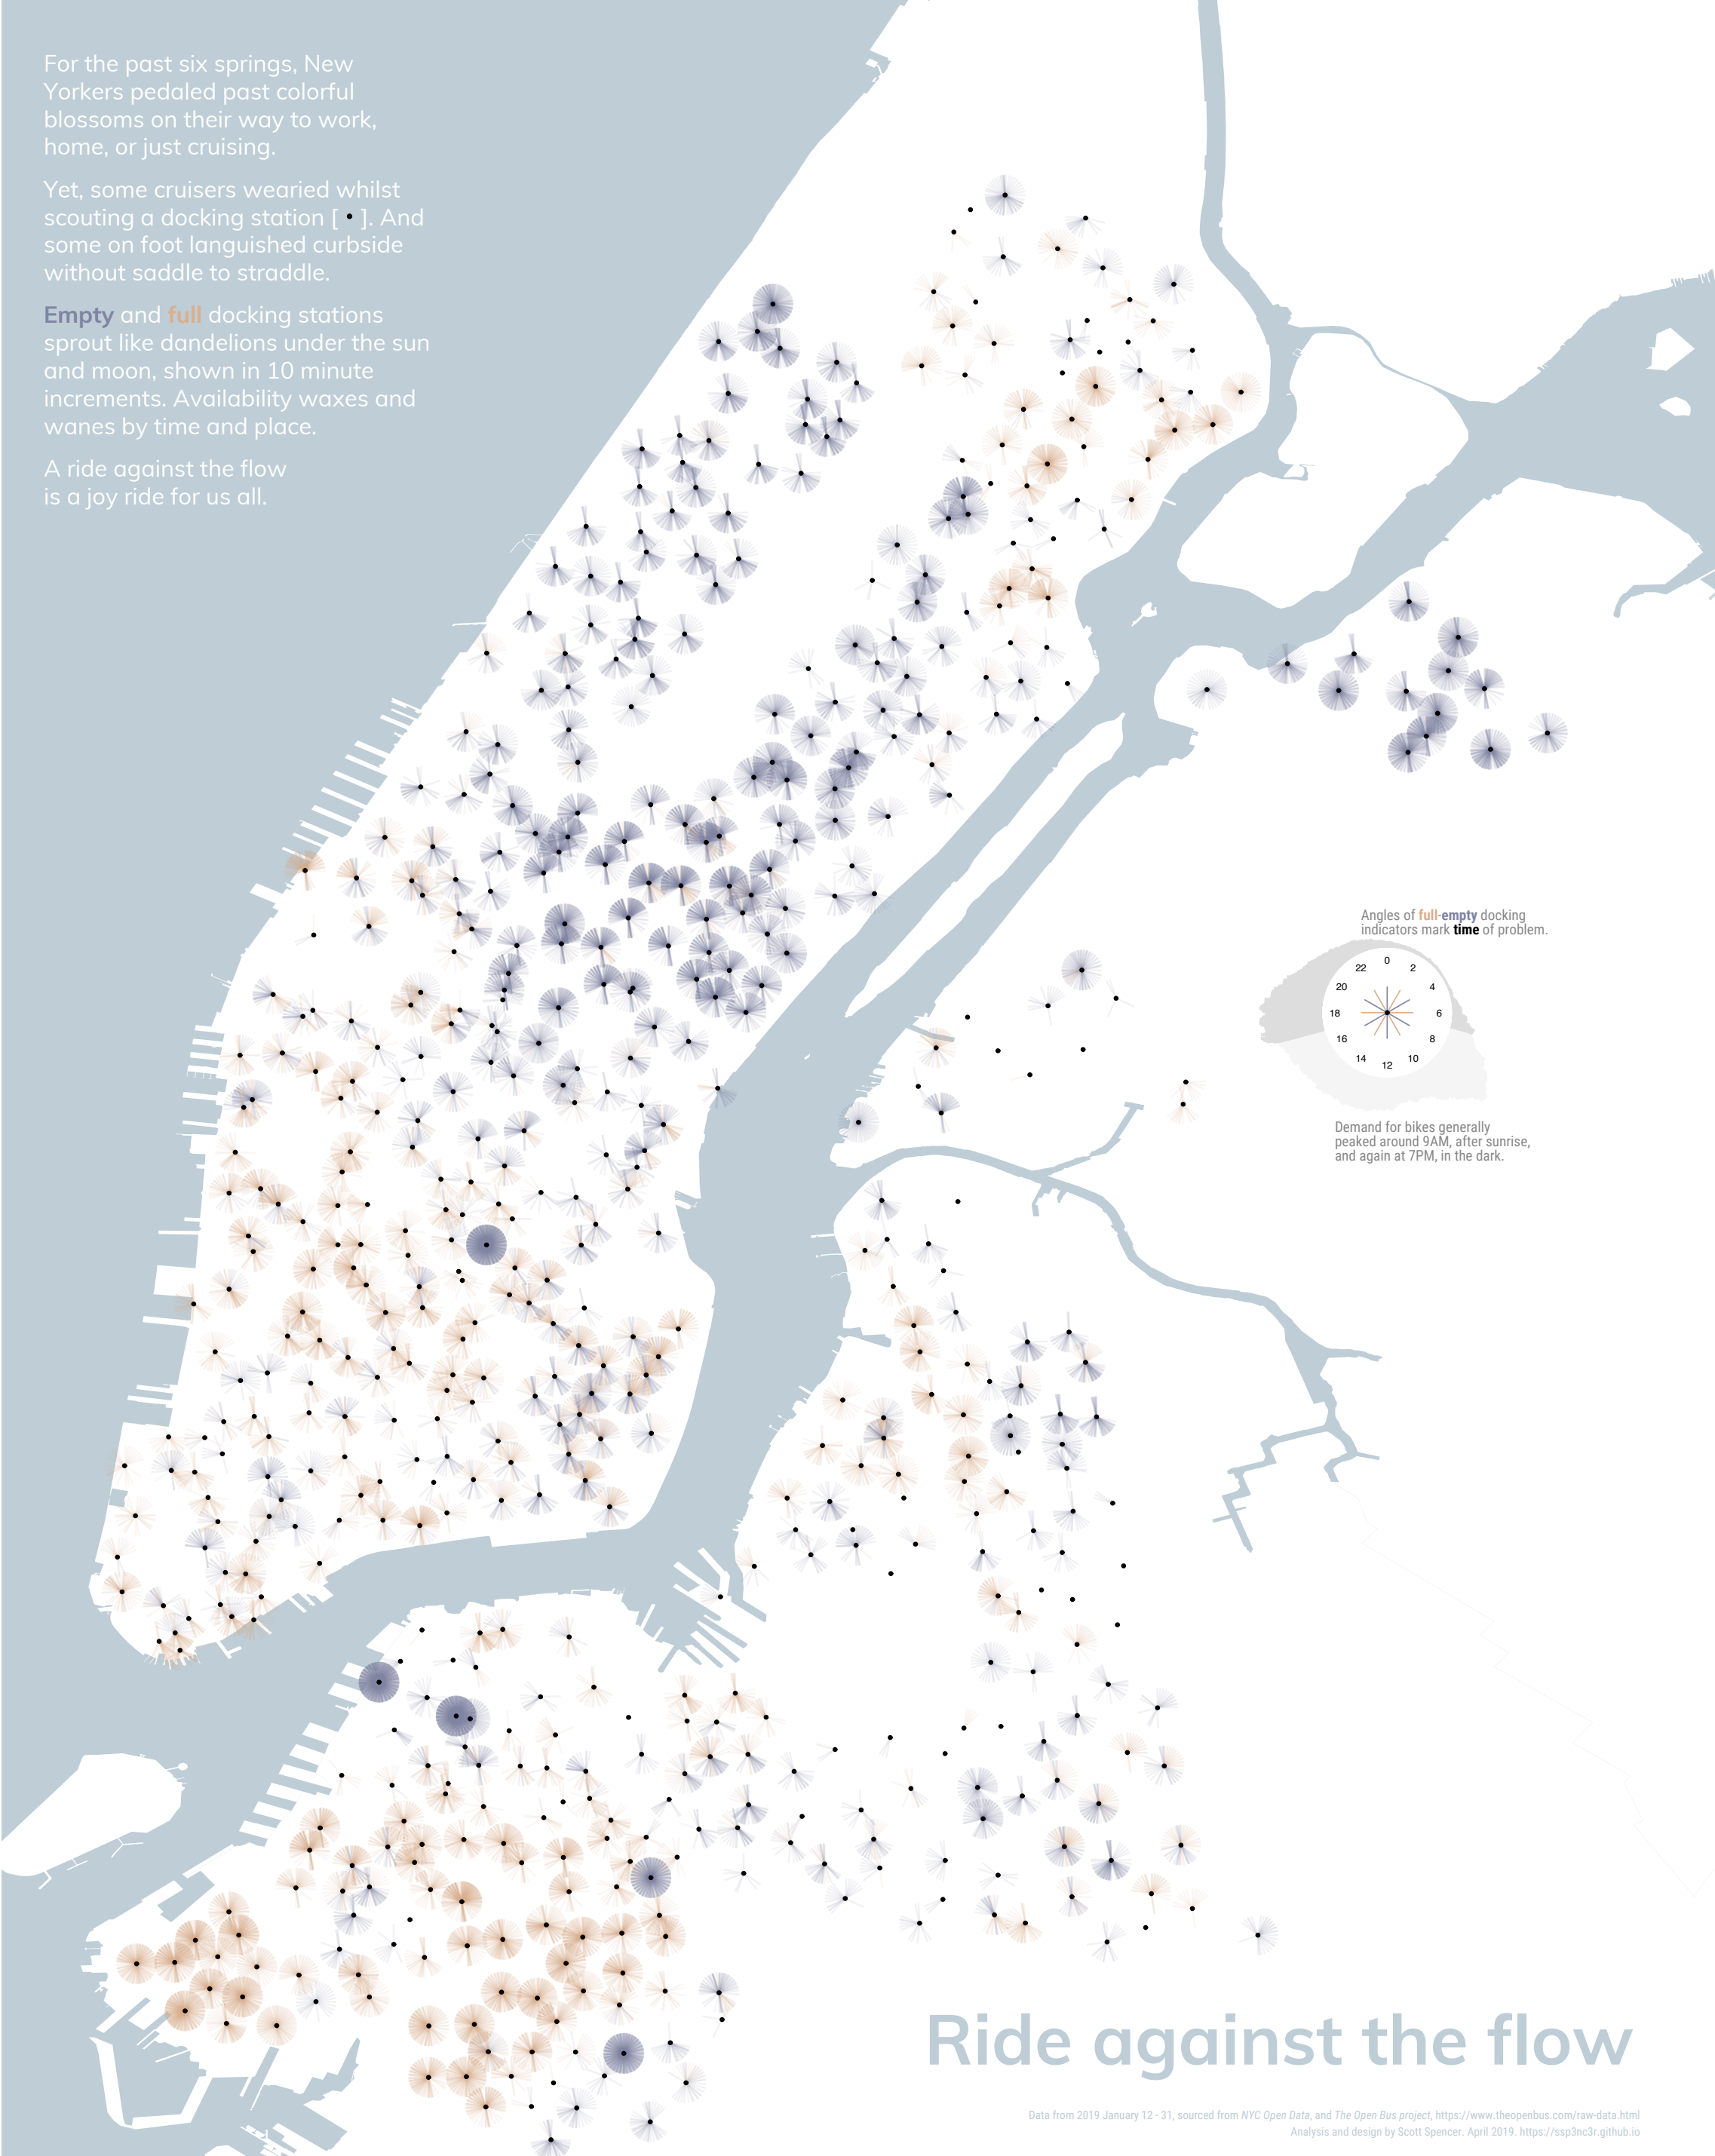 For the past six springs, New
Yorkers pedaled past colorful
blossoms on their way to work,
home, or just cruising.
Yet, some cruisers wearied whilst
scouting a docking station [ • ]. And
some on foot languished curbside
without saddle to straddle.
Empty and full docking stations
sprout like dandelions under the sun
and moon, shown in 10 minute
increments. Availability waxes and
wanes by time and place.
A ride against the flow
is a joy ride for us all.
Angles of full-empty docking
indicators mark time of problem.
0
22 2
20 4
18 6
16 8
14 10
12
Demand for bikes generally
peaked around 9AM, after sunrise,
and again at 7PM, in the dark.
Ride against the flow
Data from 2019 January 12 - 31, sourced from NYC Open Data, and The Open Bus project, https://www.theopenbus.com/raw-data.html
Analysis and design by Scott Spencer. April 2019. https://ssp3nc3r.github.io